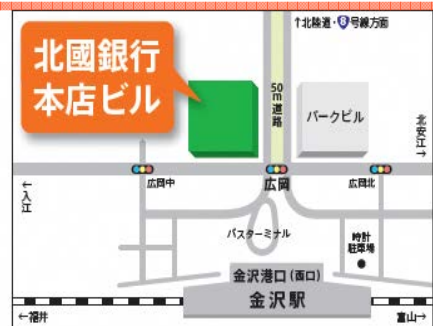 ↑北陸道・8号線方面
北國銀行
本店ビル
50m道路
パークビル
北安江→
←入江
広岡中
広岡
広岡北
バスターミナル
時計
駐車場
金沢港口(西口)
金沢駅
←福井
富山→